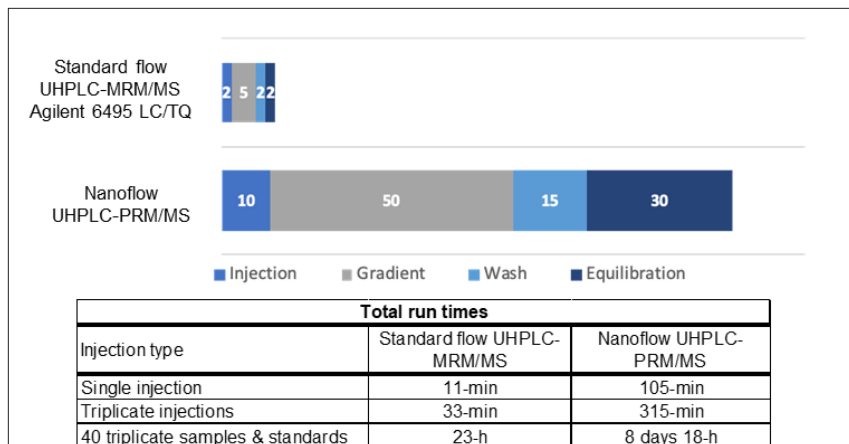 Standard flow
UHPLC-MRM/MS
Agilent 6495 LC/TQ
2 5 2 2
Nanoflow
UHPLC-PRM/MS
10 50 15 30
Injection Gradient Wash Equilibration
Total run times
Injection type
Standard flow UHPLC-
MRM/MS
Nanoflow UHPLC-
PRM/MS
Single injection 11-min 105-min
Triplicate injections 33-min 315-min
40 triplicate samples & standards 23-h 8 days 18-h